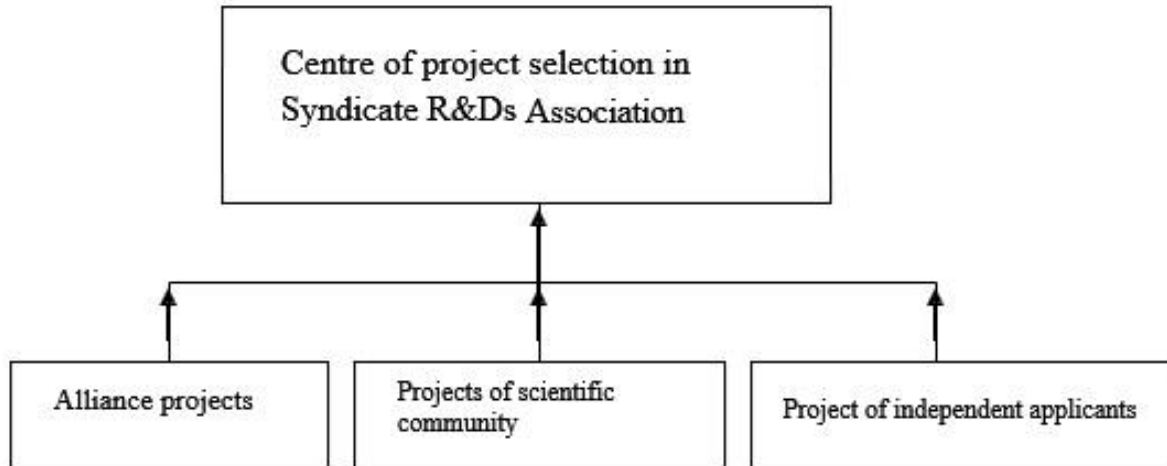 Centre of project selection in
Syndicate R&Ds Association
Alliance projects
Projects of scientific
community
Project of independent applicants